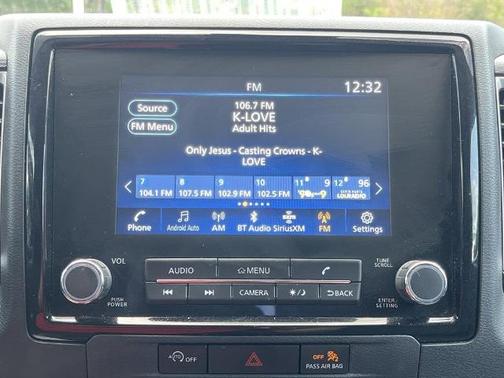 FM
12:32
Source
FM Menu
106.7 FM
K-LOVE
Adult Hits
Only Jesus - Casting Crowns - K-
LOVE
7 8 9 10 11 9 12 96
104.1 FM 107.5 FM 102.9 FM 102.5 FM LOUD RADIO
Phone Android Auto AM BT Audio SiriusXM FM Settings
VOL
AUDIO MENU
TUNE
SCROLL
PUSH
POWER
CAMERA BACK
ENTER
SETTING
OFF
OFF
PASS AIR BAG